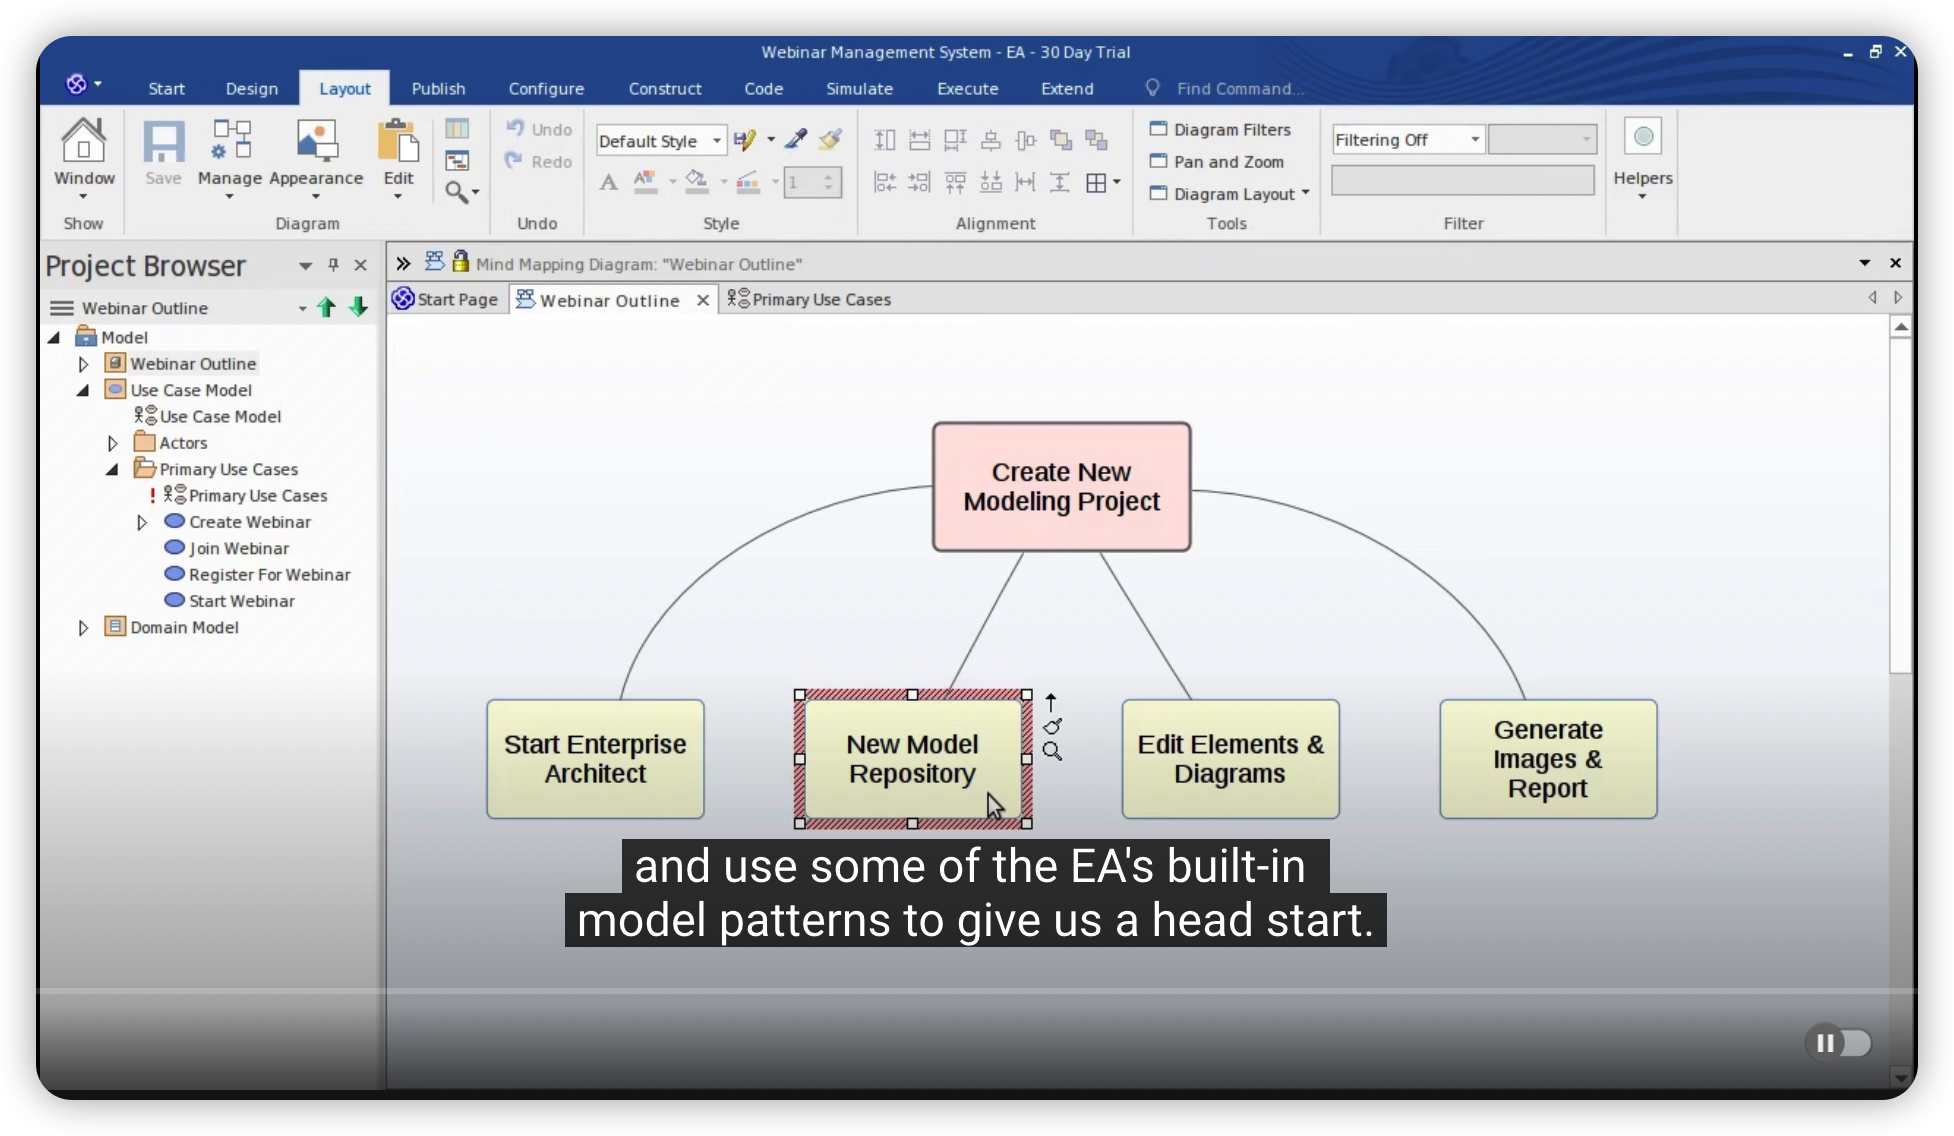 Webinar Management System - EA - 30 Day Trial
Start Design Layout Publish Configure Construct Code Simulate Execute Extend Find Command...
Window
Show
Save Manage Appearance Edit
Diagram
Undo
Redo
Undo
Default Style
1
Style
Alignment
Diagram Filters
Pan and Zoom
Diagram Layout
Tools
Filtering Off
Filter
Helpers
Project Browser
Webinar Outline
Model
Webinar Outline
Use Case Model
Use Case Model
Actors
Primary Use Cases
! Primary Use Cases
Create Webinar
Join Webinar
Register For Webinar
Start Webinar
Domain Model
Mind Mapping Diagram: "Webinar Outline"
Start Page Webinar Outline Primary Use Cases
Create New
Modeling Project
Start Enterprise
Architect
New Model
Repository
Edit Elements &
Diagrams
Generate
Images &
Report
and use some of the EA's built-in
model patterns to give us a head start.